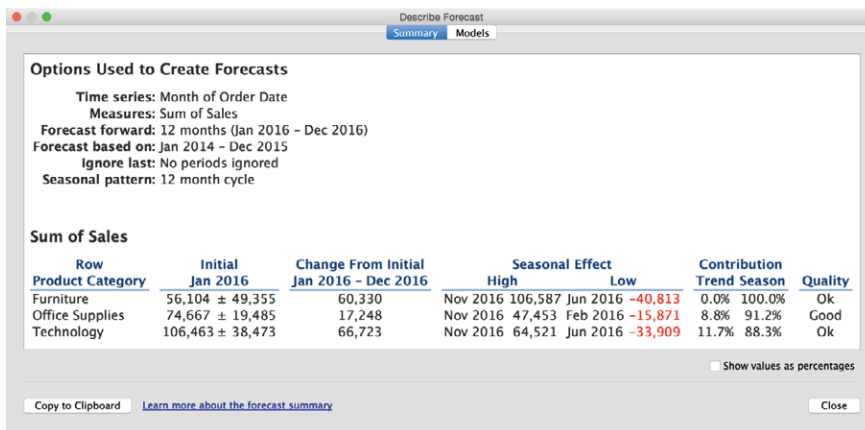 Describe Forecast
Summary Models
Options Used to Create Forecasts
Time series: Month of Order Date
Measures: Sum of Sales
Forecast forward: 12 months (Jan 2016 – Dec 2016)
Forecast based on: Jan 2014 – Dec 2015
Ignore last: No periods ignored
Seasonal pattern: 12 month cycle
Sum of Sales
Row Initial Change From Initial Seasonal Effect Contribution
Product Category Jan 2016 Jan 2016 – Dec 2016 High Low Trend Season Quality
Furniture 56,104 ± 49,355 60,330 Nov 2016 106,587 Jun 2016 -40,813 0.0% 100.0% Ok
Office Supplies 74,667 ± 19,485 17,248 Nov 2016 47,453 Feb 2016 -15,871 8.8% 91.2% Good
Technology 106,463 ± 38,473 66,723 Nov 2016 64,521 Jun 2016 -33,909 11.7% 88.3% Ok
Show values as percentages
Copy to Clipboard Learn more about the forecast summary Close